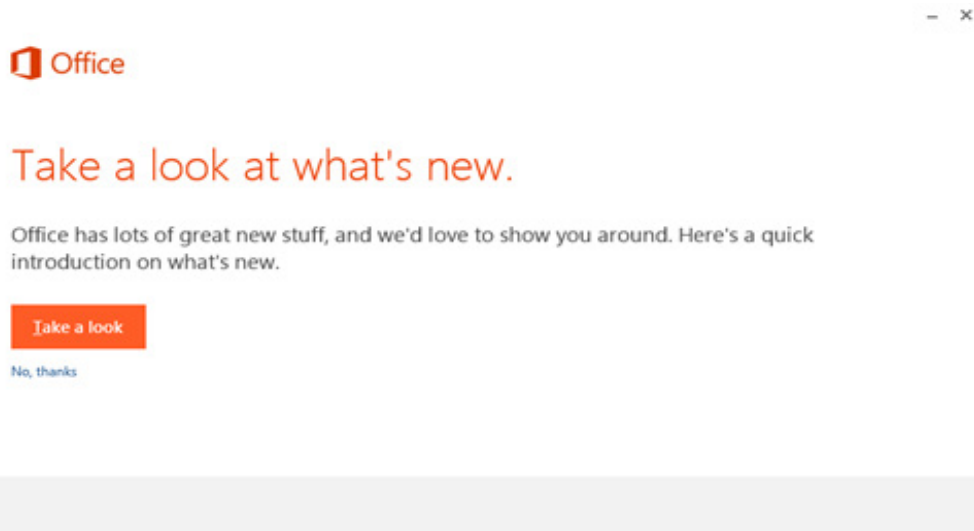 Office
Take a look at what's new.
Office has lots of great new stuff, and we'd love to show you around. Here's a quick
introduction on what's new.
Take a look
No, thanks